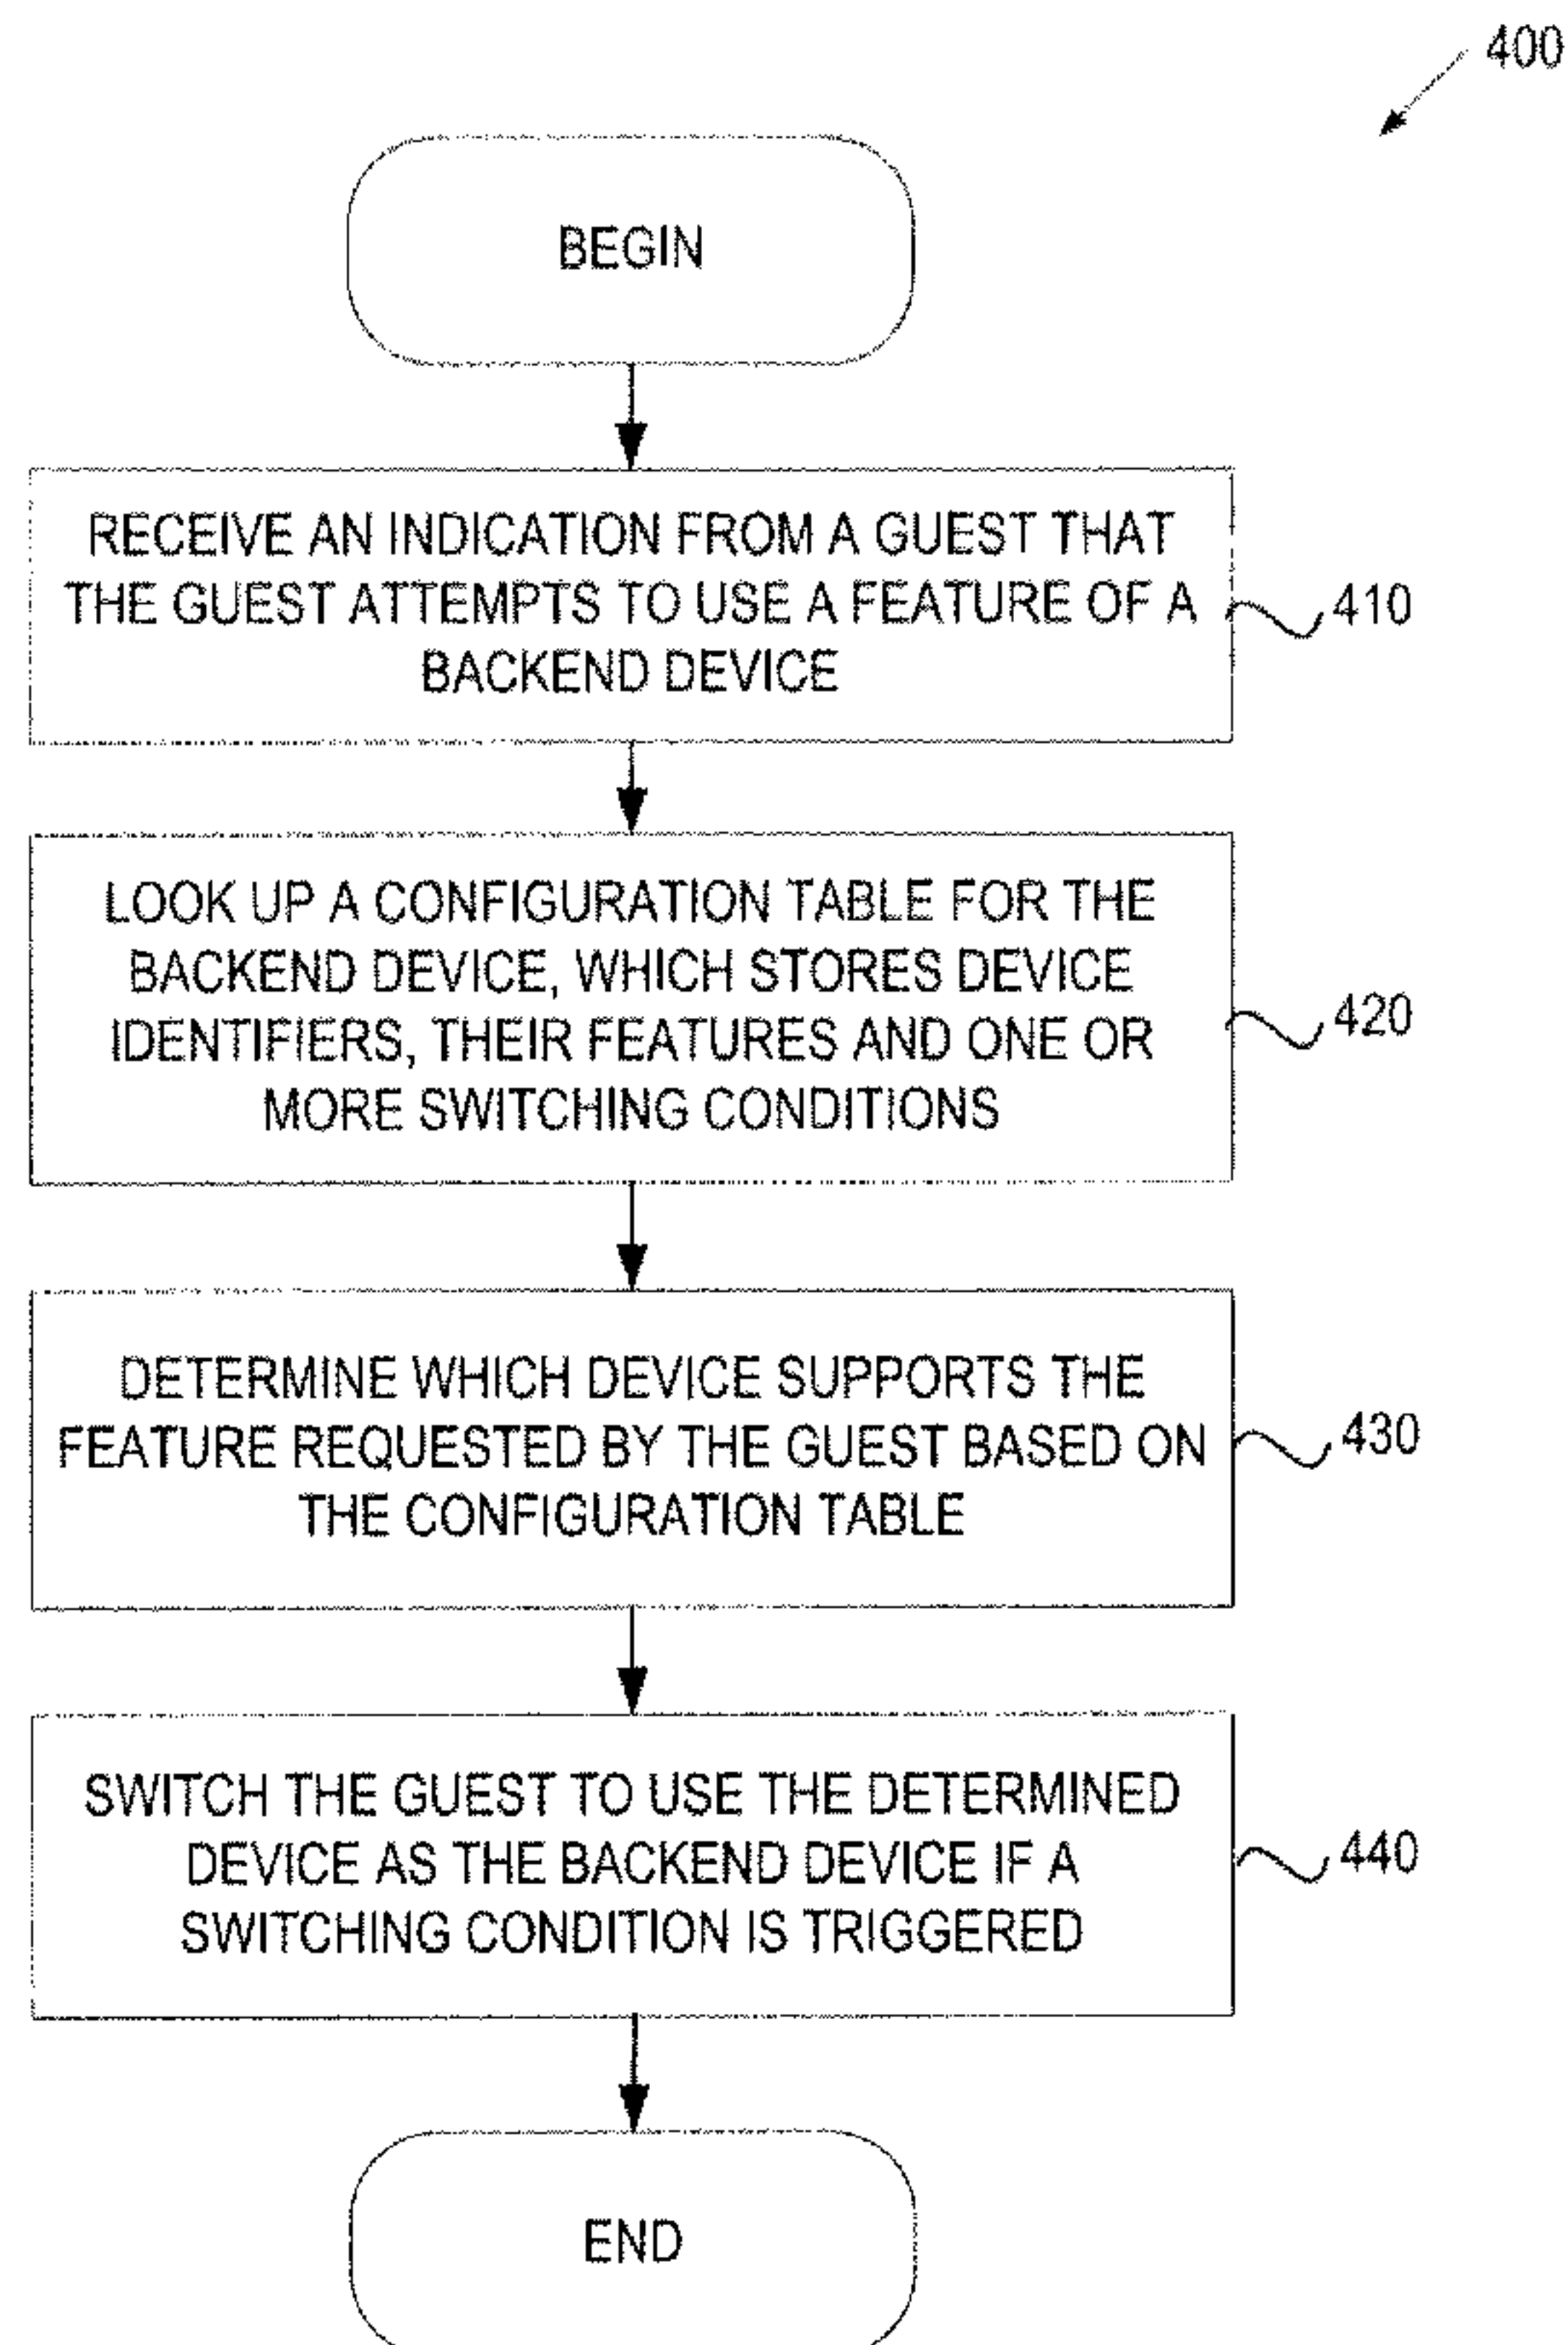 400
BEGIN
RECEIVE AN INDICATION FROM A GUEST THAT
THE GUEST ATTEMPTS TO USE A FEATURE OF A
BACKEND DEVICE
410
LOOK UP A CONFIGURATION TABLE FOR THE
BACKEND DEVICE, WHICH STORES DEVICE
IDENTIFIERS, THEIR FEATURES AND ONE OR
MORE SWITCHING CONDITIONS
420
DETERMINE WHICH DEVICE SUPPORTS THE
FEATURE REQUESTED BY THE GUEST BASED ON
THE CONFIGURATION TABLE
430
SWITCH THE GUEST TO USE THE DETERMINED
DEVICE AS THE BACKEND DEVICE IF A
SWITCHING CONDITION IS TRIGGERED
440
END